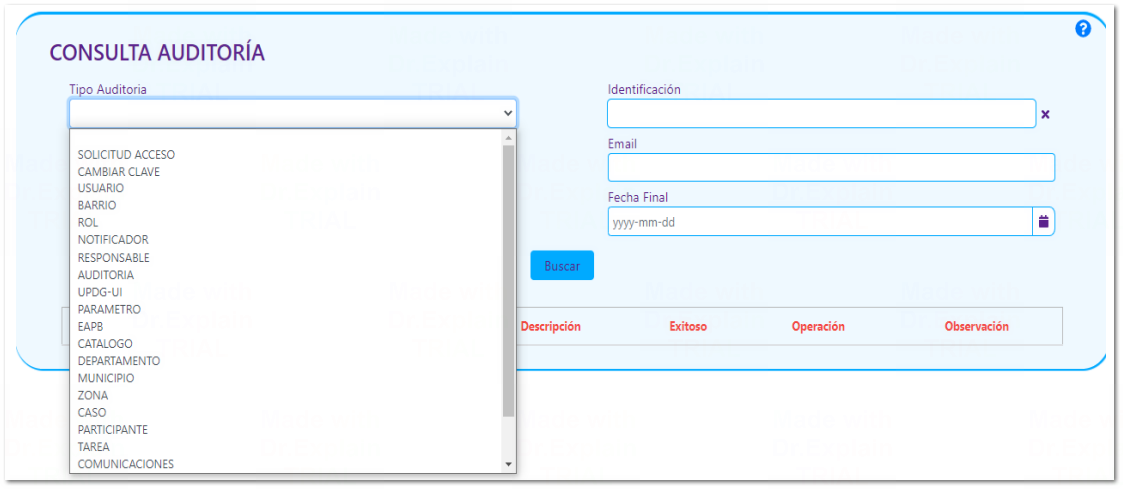 CONSULTA AUDITORÍA
Tipo Auditoria
SOLICITUD ACCESO
CAMBIAR CLAVE
USUARIO
BARRIO
ROL
NOTIFICADOR
RESPONSABLE
AUDITORIA
UPDG-UI
PARAMETRO
EAPB
CATALOGO
DEPARTAMENTO
MUNICIPIO
ZONA
CASO
PARTICIPANTE
TAREA
COMUNICACIONES
Identificación
Email
Fecha Final
yyyy-mm-dd
Buscar
Descripción Exitoso Operación Observación